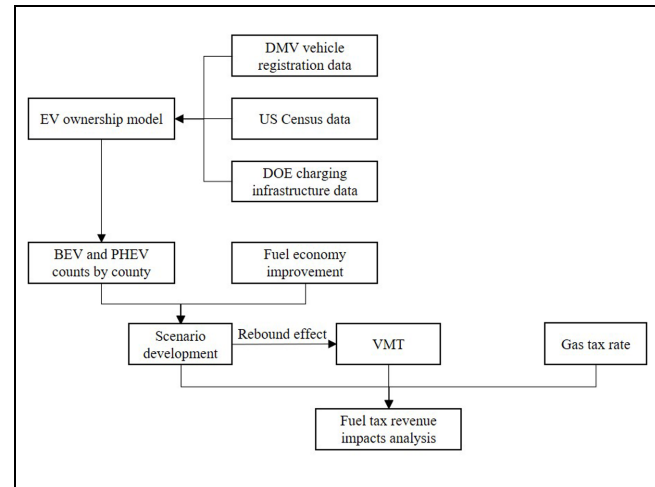 DMV vehicle
registration data
EV ownership model
US Census data
DOE charging
infrastructure data
BEV and PHEV
counts by county
Fuel economy
improvement
Scenario
development
Rebound effect
VMT
Gas tax rate
Fuel tax revenue
impacts analysis